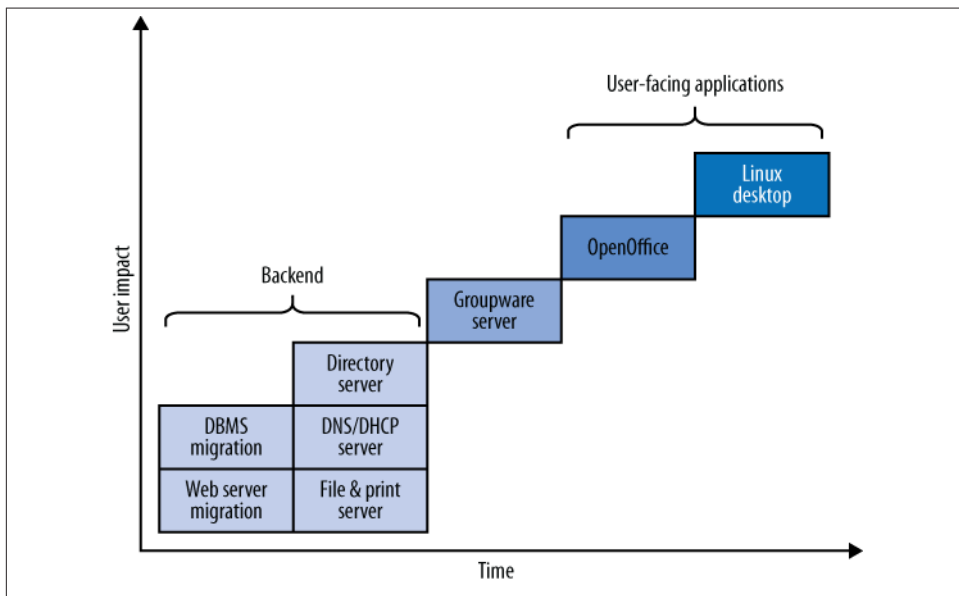 User-facing applications
Linux
desktop
OpenOffice
Backend
Groupware
server
User impact
Directory
server
DBMS
migration
DNS/DHCP
server
Web server
migration
File & print
server
Time